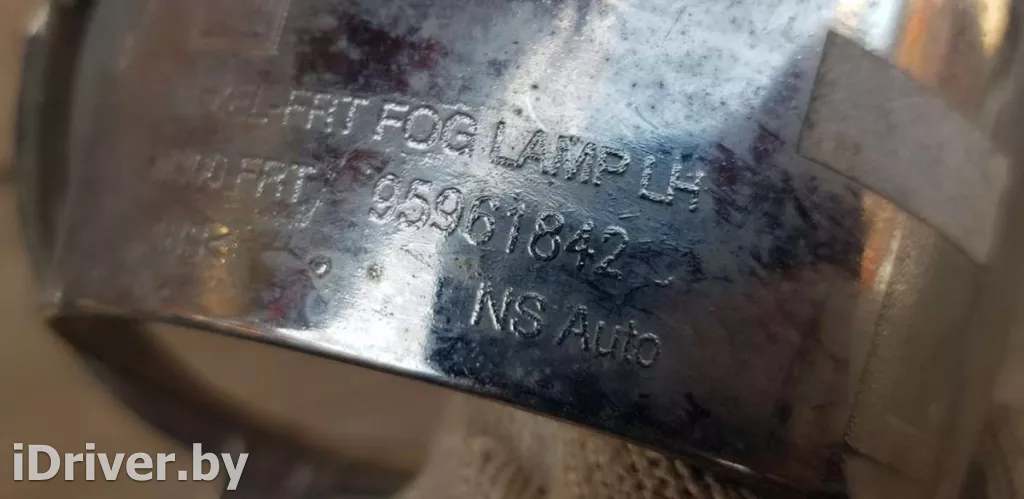 FRT FOG LAMP LH
FRT 95961842
NS Auto
iDriver.by